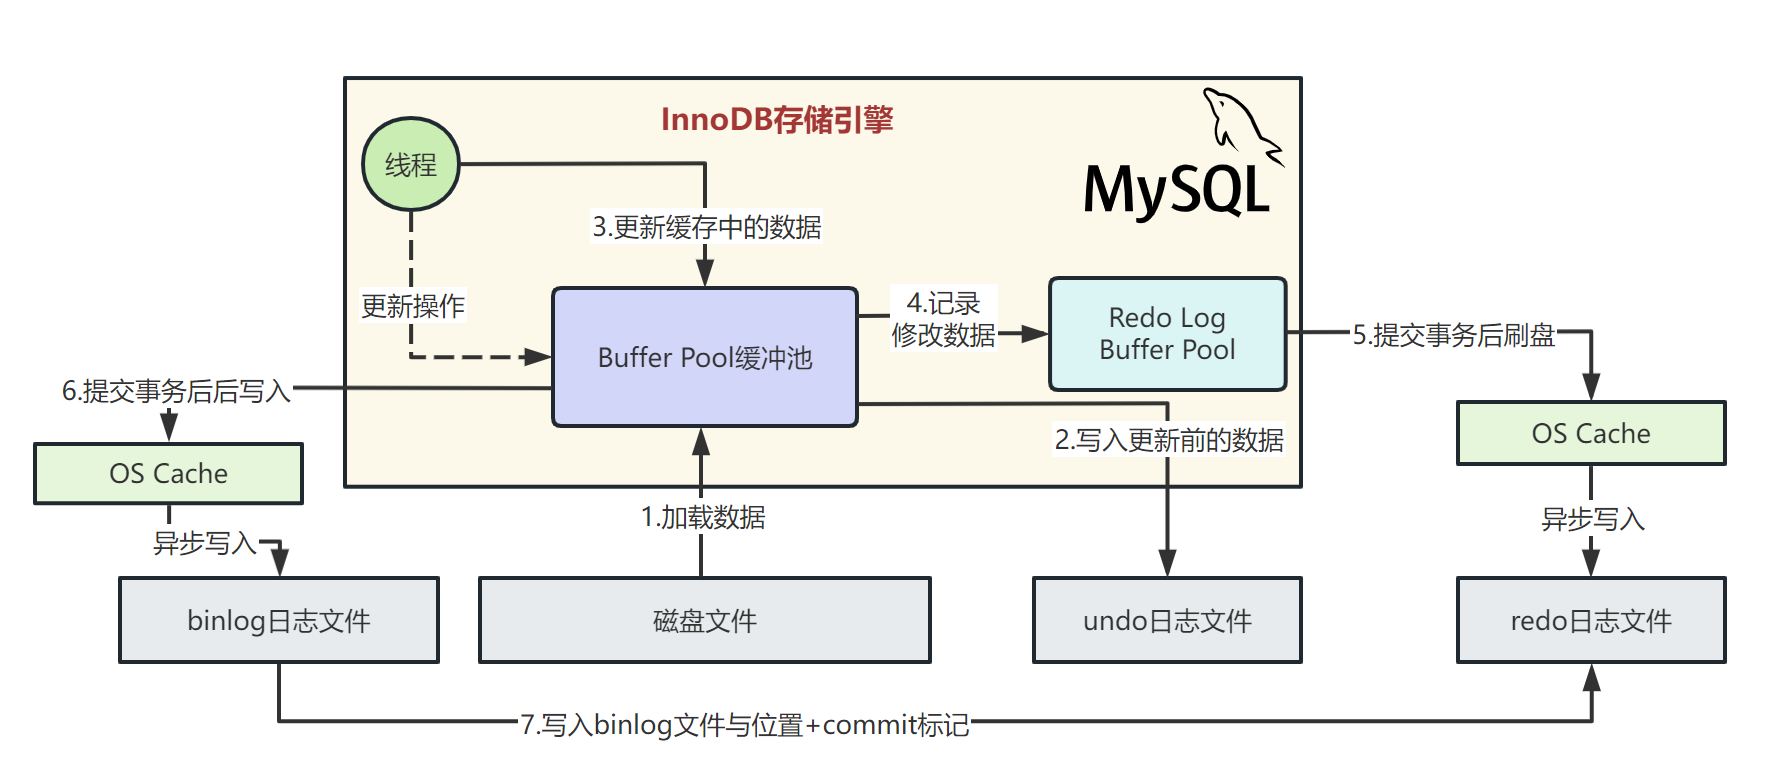 InnoDB存储引擎
MySQL
线程
3.更新缓存中的数据
更新操作
4.记录
修改数据
Redo Log
Buffer Pool
5.提交事务后刷盘
Buffer Pool缓冲池
6.提交事务后后写入
OS Cache
2.写入更新前的数据
OS Cache
1.加载数据
异步写入
异步写入
binlog日志文件
磁盘文件
undo日志文件
redo日志文件
7.写入binlog文件与位置+commit标记